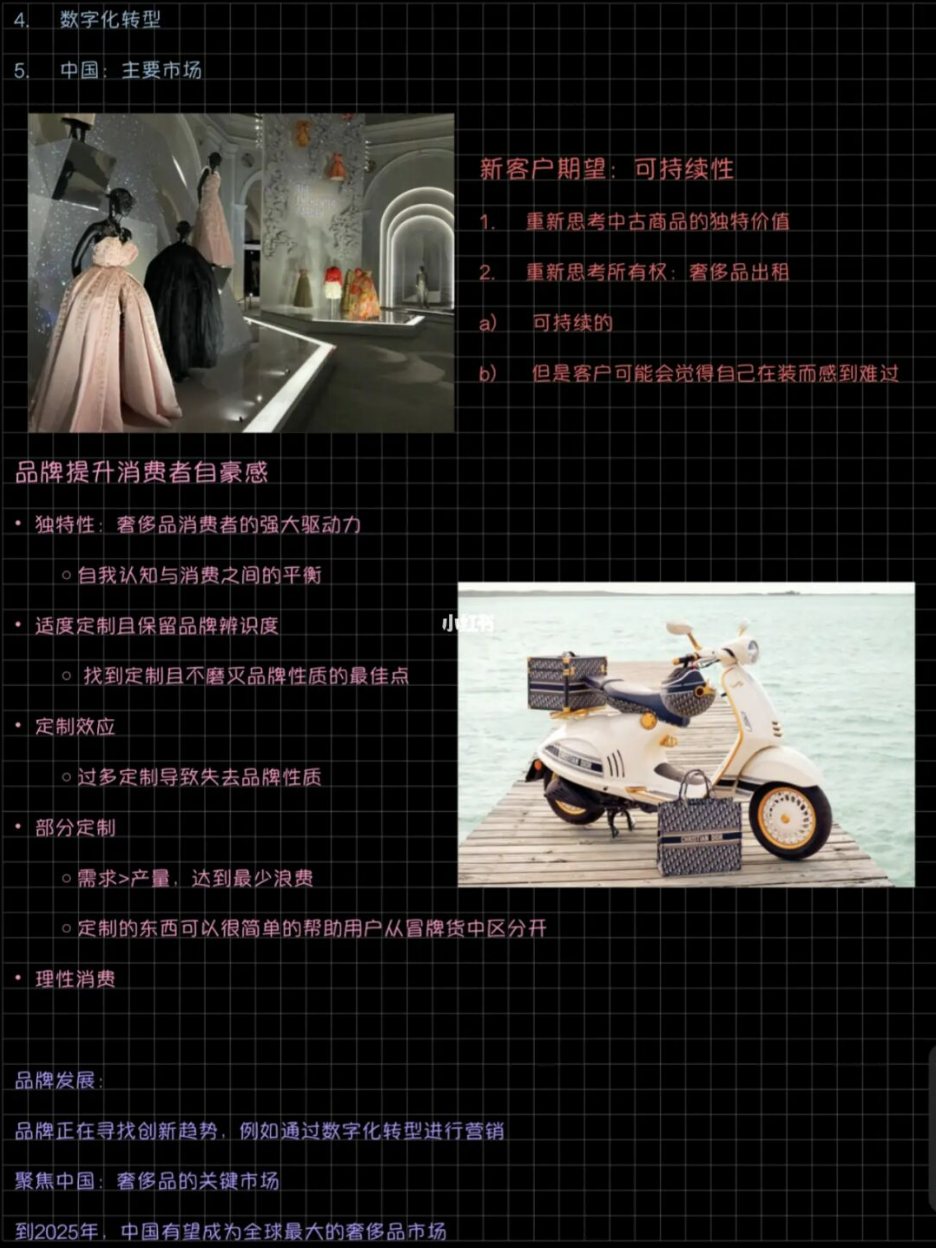 4. 数字化转型
5. 中国：主要市场
新客户期望：可持续性
1. 重新思考中古商品的独特价值
2. 重新思考所有权：奢侈品出租
a) 可持续的
b) 但是客户可能会觉得自己在装而感到难过
品牌提升消费者自豪感
• 独特性：奢侈品消费者的强大驱动力
○ 自我认知与消费之间的平衡
小红书
• 适度定制且保留品牌辨识度
○ 找到定制且不磨灭品牌性质的最佳点
• 定制效应
○ 过多定制导致失去品牌性质
• 部分定制
CHRISTIAN DIOR
○ 需求>产量，达到最少浪费
○ 定制的东西可以很简单的帮助用户从冒牌货中区分开
• 理性消费
品牌发展：
品牌正在寻找创新趋势，例如通过数字化转型进行营销
聚焦中国：奢侈品的关键市场
到2025年，中国有望成为全球最大的奢侈品市场